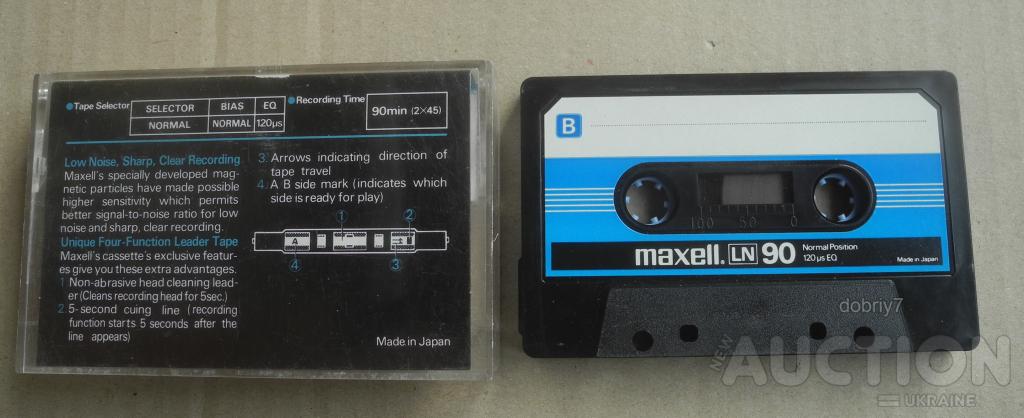 ●Tape Selector
SELECTOR BIAS EQ
NORMAL NORMAL 120µs
●Recording Time
90min (2×45)
Low Noise, Sharp, Clear Recording
Maxell's specially developed mag-
netic particles have made possible
higher sensitivity which permits
better signal-to-noise ratio for low
noise and sharp, clear recording.
Unique Four-Function Leader Tape
Maxell's cassette's exclusive featur-
es give you these extra advantages.
1 Non-abrasive head cleaning lead-
er (Cleans recording head for 5sec.)
2. 5-second cuing line (recording
function starts 5 seconds after the
line appears)
3. Arrows indicating direction of
tape travel
4. A B side mark (indicates which
side is ready for play)
1 2
A
4 3
Made in Japan
B
100 50 0
maxell. LN 90 Normal Position
120 µs EQ
Made in Japan
dobriy7
NEW AUCTION
UKRAINE